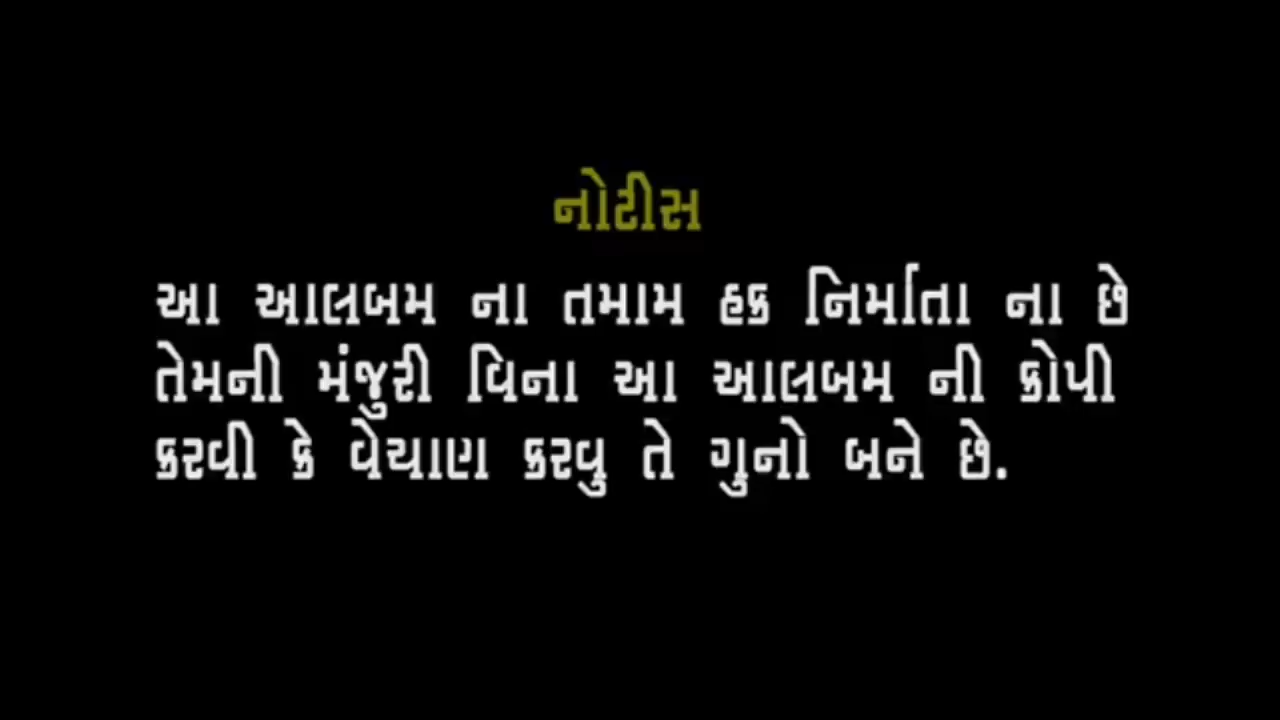 નોટીસ
આ આલબમ ના તમામ હક નિર્માતા ના છે
તેમની મંજુરી વિના આ આલબમ ની કોપી
કરવી કે વેચાણ કરવુ તે ગુનો બને છે.